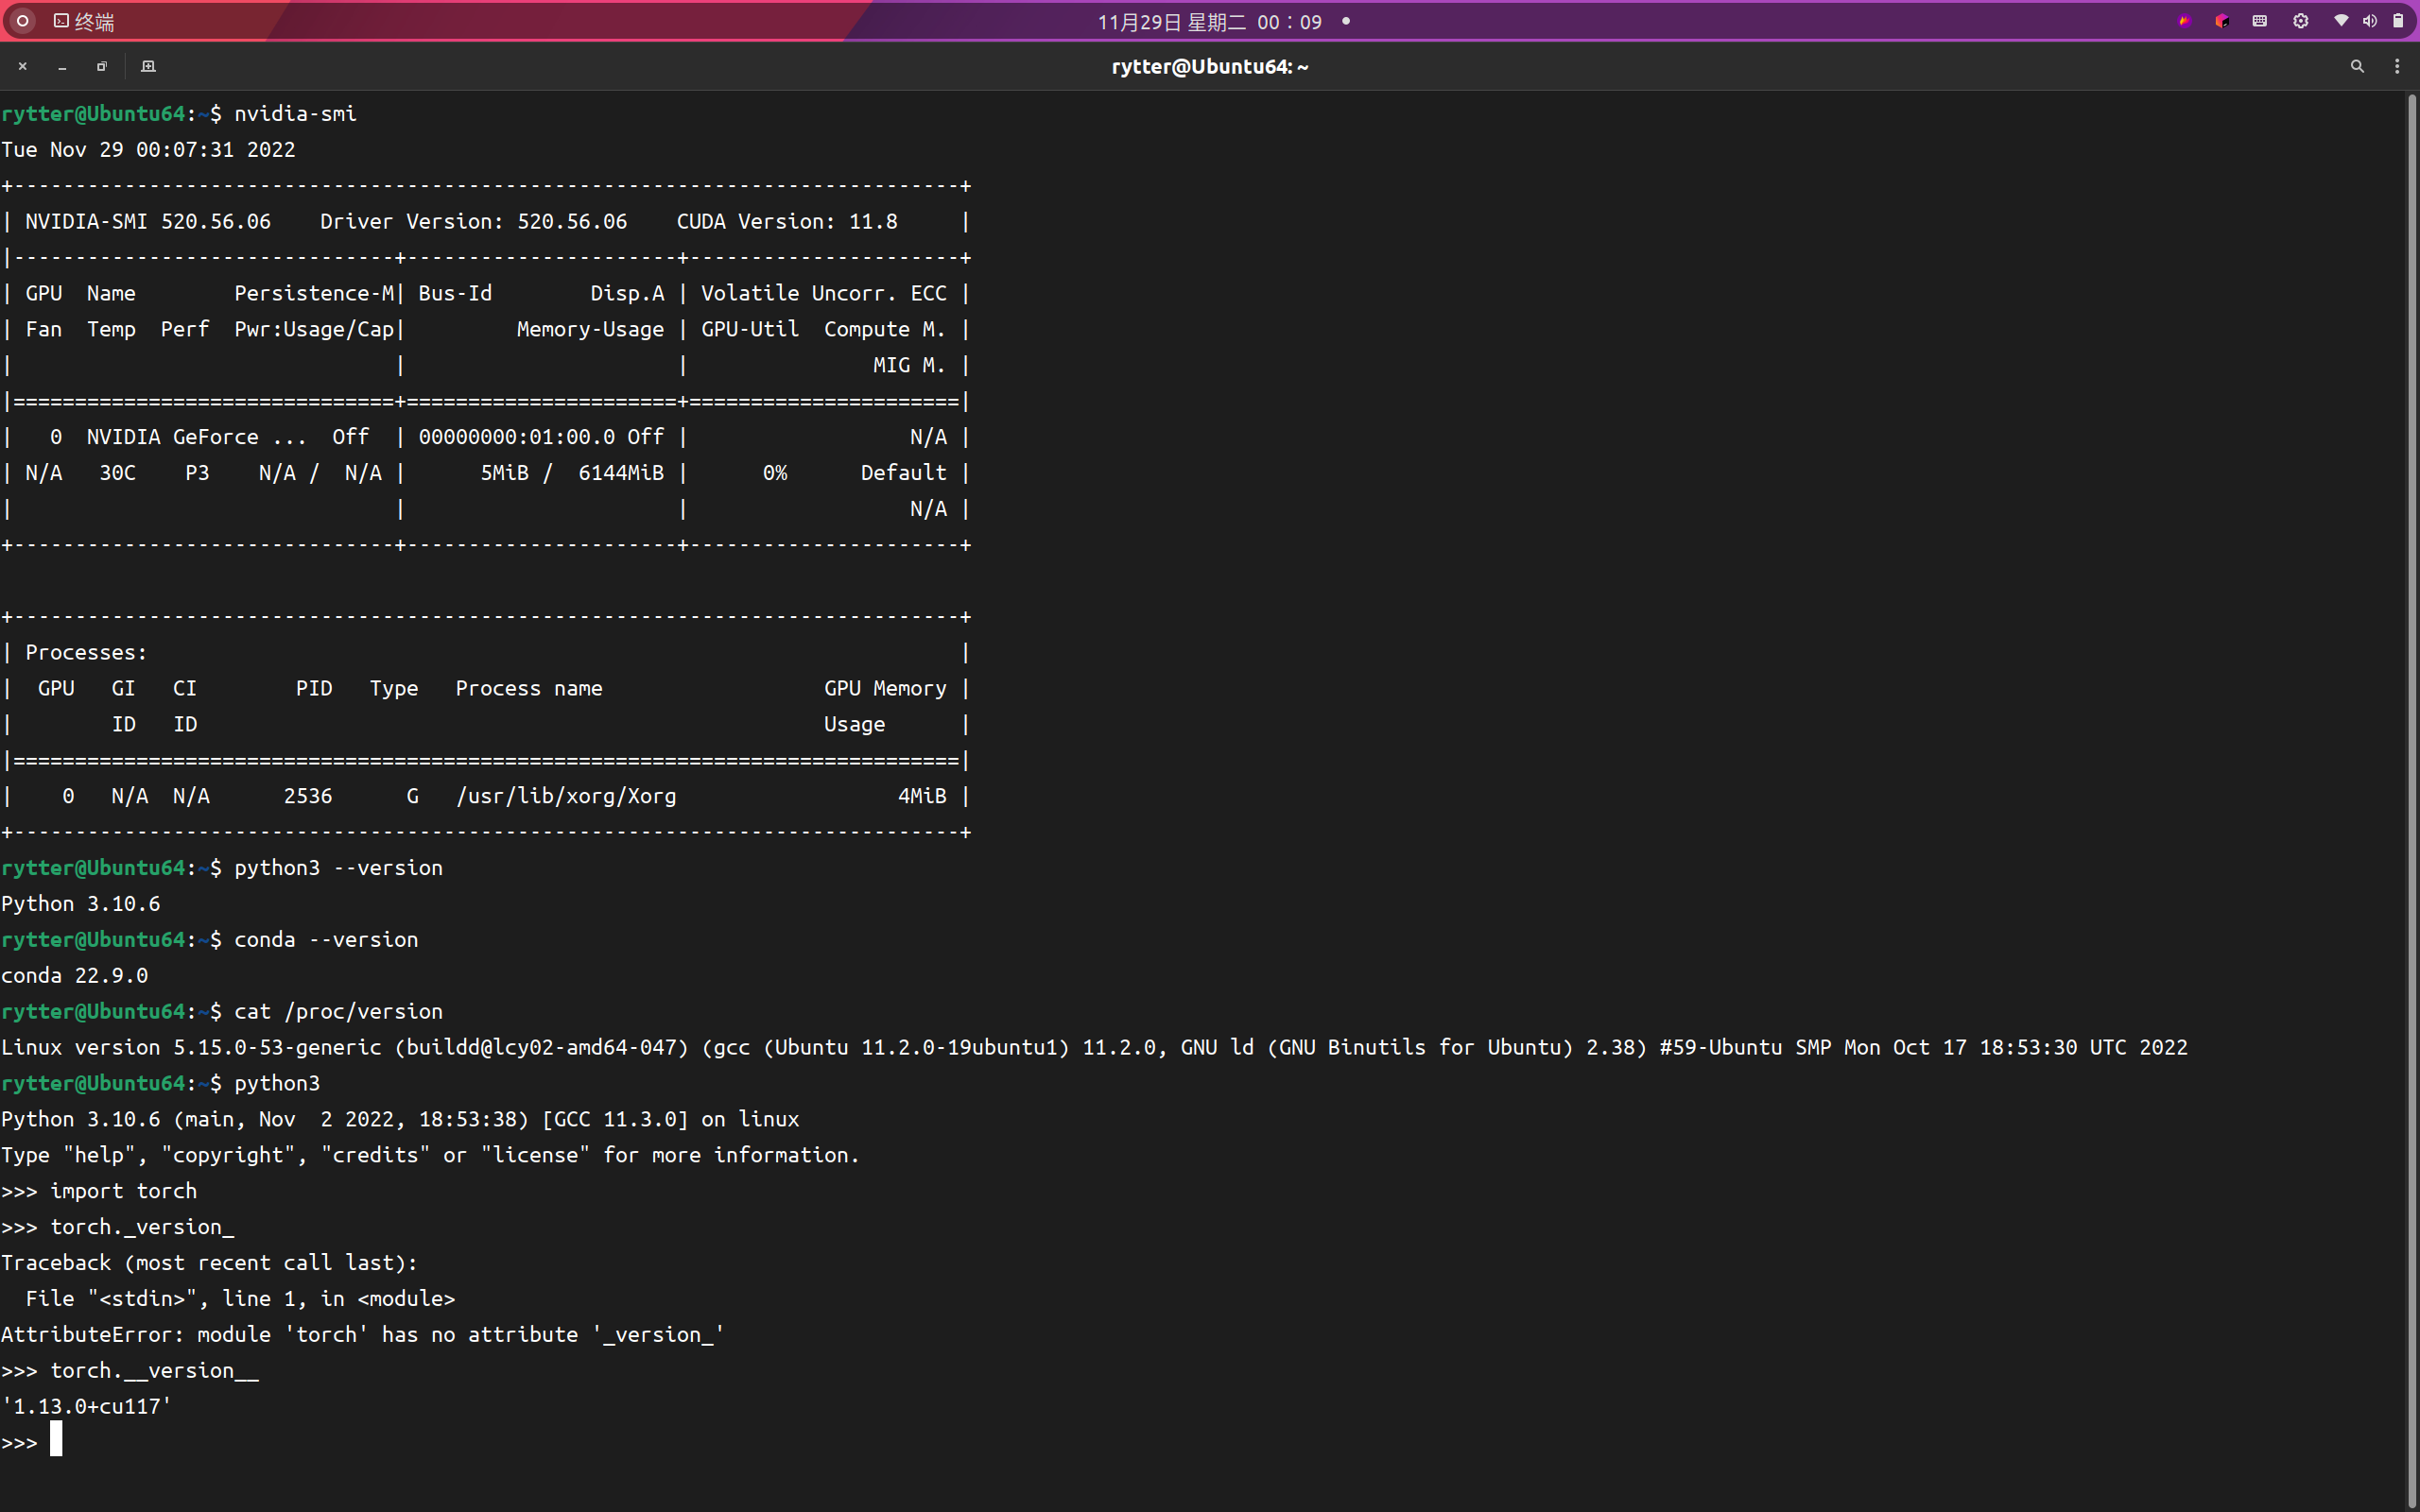 终端
11月29日 星期二 00：09
rytter@Ubuntu64: ~
rytter@Ubuntu64:~$ nvidia-smi
Tue Nov 29 00:07:31 2022
+-----------------------------------------------------------------------------+
| NVIDIA-SMI 520.56.06    Driver Version: 520.56.06    CUDA Version: 11.8     |
|-------------------------------+----------------------+----------------------+
| GPU  Name        Persistence-M| Bus-Id        Disp.A | Volatile Uncorr. ECC |
| Fan  Temp  Perf  Pwr:Usage/Cap|         Memory-Usage | GPU-Util  Compute M. |
|                               |                      |               MIG M. |
|===============================+======================+======================|
|   0  NVIDIA GeForce ...  Off  | 00000000:01:00.0 Off |                  N/A |
| N/A   30C    P3    N/A /  N/A |      5MiB /  6144MiB |      0%      Default |
|                               |                      |                  N/A |
+-------------------------------+----------------------+----------------------+
+-----------------------------------------------------------------------------+
| Processes:                                                                  |
|  GPU   GI   CI        PID   Type   Process name                  GPU Memory |
|        ID   ID                                                   Usage      |
|=============================================================================|
|    0   N/A  N/A      2536      G   /usr/lib/xorg/Xorg                  4MiB |
+-----------------------------------------------------------------------------+
rytter@Ubuntu64:~$ python3 --version
Python 3.10.6
rytter@Ubuntu64:~$ conda --version
conda 22.9.0
rytter@Ubuntu64:~$ cat /proc/version
Linux version 5.15.0-53-generic (buildd@lcy02-amd64-047) (gcc (Ubuntu 11.2.0-19ubuntu1) 11.2.0, GNU ld (GNU Binutils for Ubuntu) 2.38) #59-Ubuntu SMP Mon Oct 17 18:53:30 UTC 2022
rytter@Ubuntu64:~$ python3
Python 3.10.6 (main, Nov  2 2022, 18:53:38) [GCC 11.3.0] on linux
Type "help", "copyright", "credits" or "license" for more information.
>>> import torch
>>> torch._version_
Traceback (most recent call last):
  File "<stdin>", line 1, in <module>
AttributeError: module 'torch' has no attribute '_version_'
>>> torch.__version__
'1.13.0+cu117'
>>>